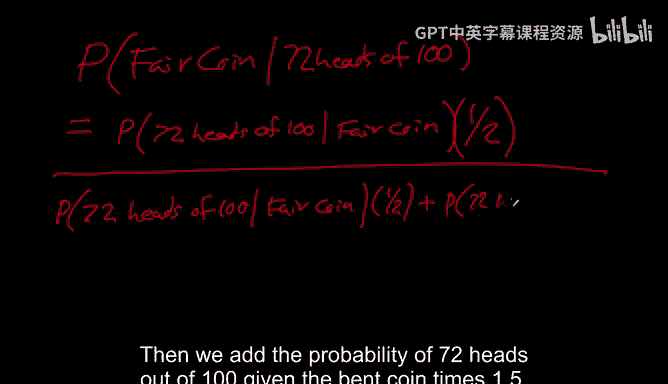 GPT中英字幕课程资源 bilibili
P(Fair Coin | 72 heads of 100)
= P(72 heads of 100 | Fair coin)(1/2)
P(72 heads of 100 | Fair coin)(1/2) + P(72 h
Then we add the probability of 72 heads
out of 100 given the bent coin times 1.5